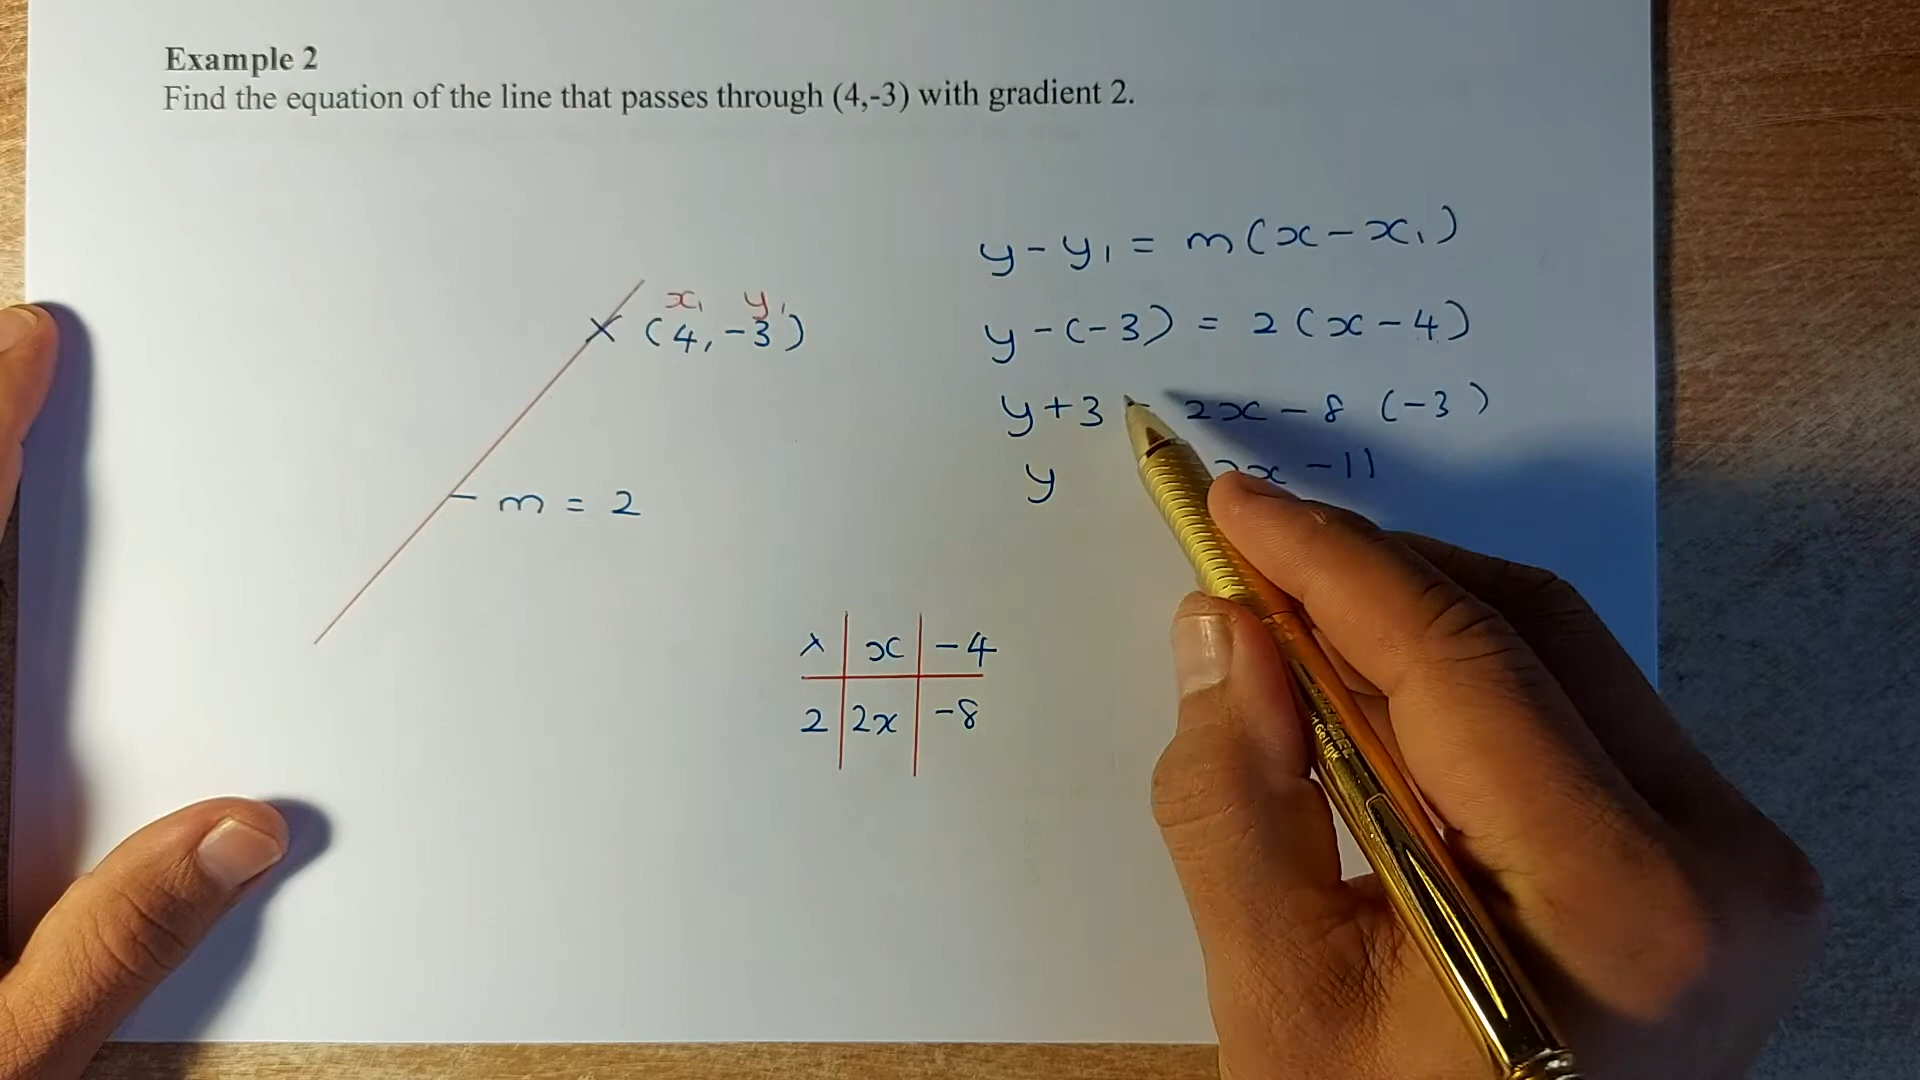 Example 2
Find the equation of the line that passes through (4,-3) with gradient 2.
y - y₁ = m(x - x₁)
x₁ y₁
(4, -3)
y - (-3) = 2(x - 4)
y + 3 = 2x - 8 (-3)
y 2x - 11
m = 2
× | x | -4
2 | 2x | -8